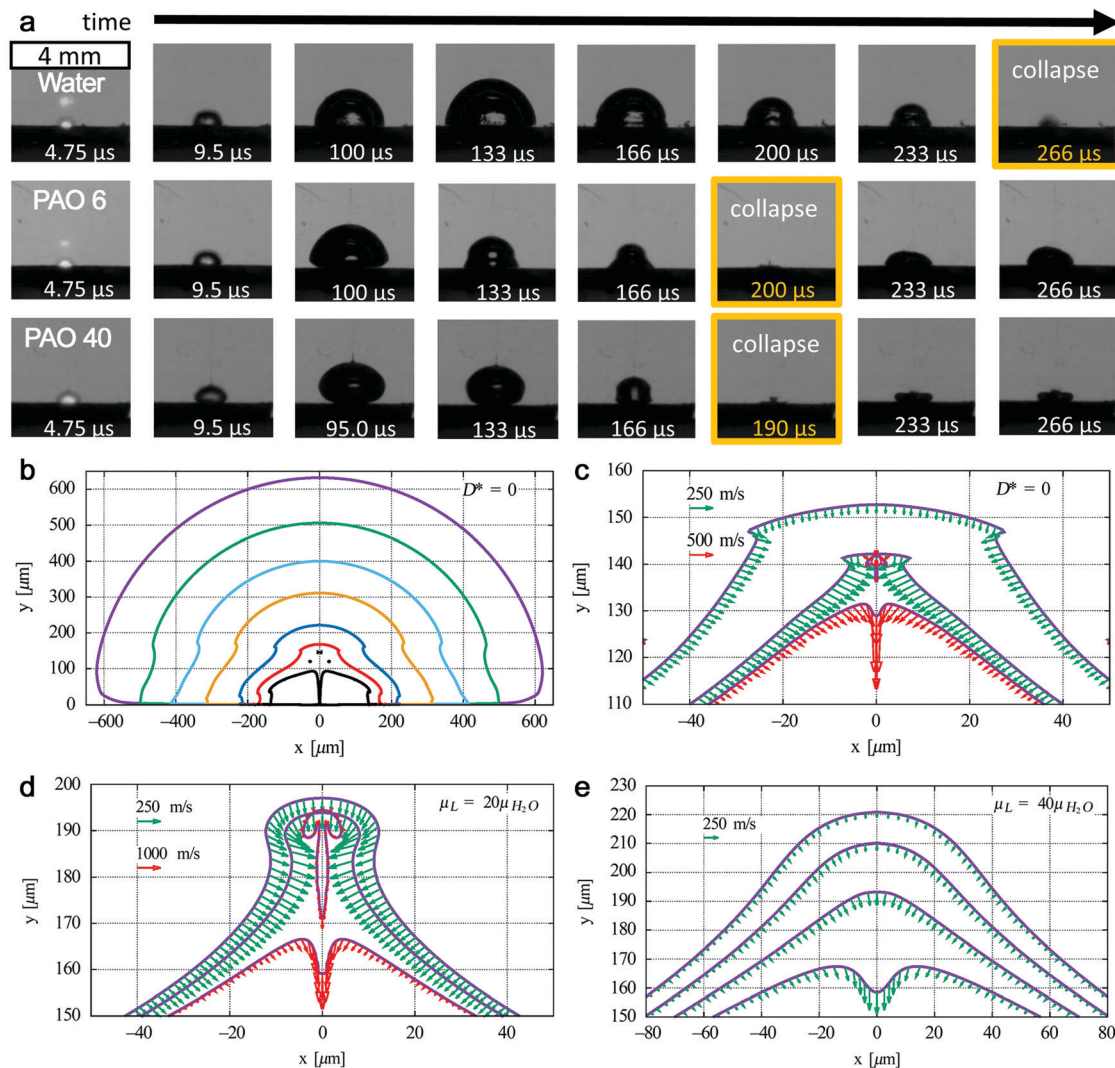 a
time
4 mm
Water
4.75 µs
9.5 µs
100 µs
133 µs
166 µs
200 µs
233 µs
collapse
266 µs
PAO 6
4.75 µs
9.5 µs
100 µs
133 µs
166 µs
collapse
200 µs
233 µs
266 µs
PAO 40
4.75 µs
9.5 µs
95.0 µs
133 µs
166 µs
collapse
190 µs
233 µs
266 µs
b
D* = 0
y [µm]
600
500
400
300
200
100
0
−600
−400
−200
0
200
400
600
x [µm]
c
250 m/s
500 m/s
D* = 0
y [µm]
160
150
140
130
120
110
−40
−20
0
20
40
x [µm]
d
250 m/s
1000 m/s
μL = 20μH2O
y [µm]
200
190
180
170
160
150
−40
−20
0
20
40
x [µm]
e
250 m/s
μL = 40μH2O
y [µm]
230
220
210
200
190
180
170
160
150
−80
−60
−40
−20
0
20
40
60
80
x [µm]